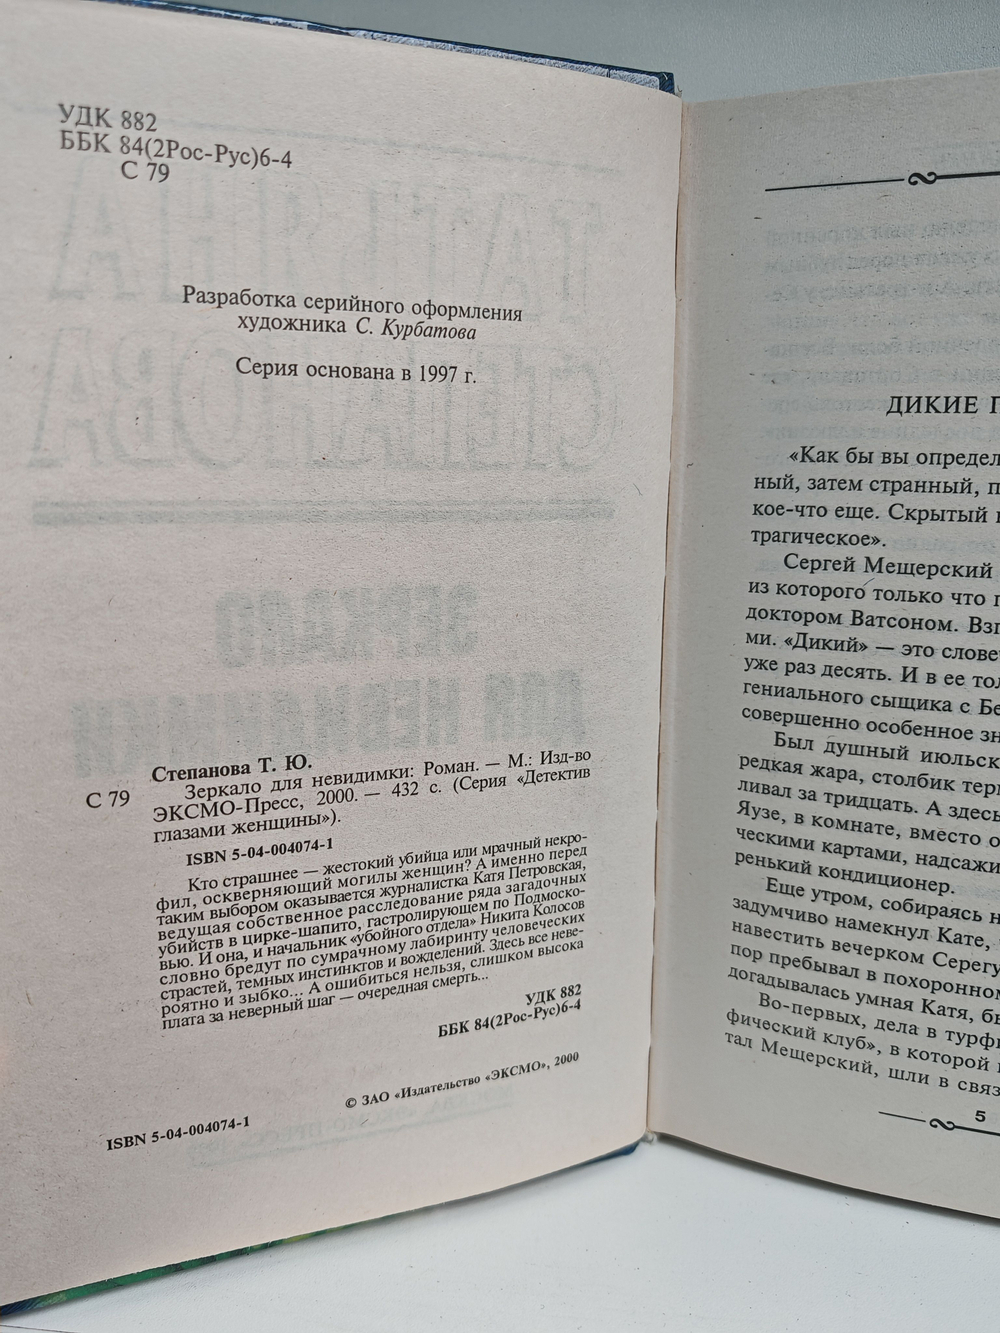 УДК 882
ББК 84(2Рос-Рус)6-4
С 79
Разработка серийного оформления
художника С. Курбатова
Серия основана в 1997 г.
Степанова Т. Ю.
С 79 Зеркало для невидимки: Роман. — М.: Изд-во
ЭКСМО-Пресс, 2000. — 432 с. (Серия «Детектив
глазами женщины»).
ISBN 5-04-004074-1
Кто страшнее — жестокий убийца или мрачный некро-
фил, оскверняющий могилы женщин? А именно перед
таким выбором оказывается журналистка Катя Петровская,
ведущая собственное расследование ряда загадочных
убийств в цирке-шапито, гастролирующем по Подмоско-
вью. И она, и начальник «убойного отдела» Никита Колосов
словно бредут по сумрачному лабиринту человеческих
страстей, темных инстинктов и вожделений. Здесь все неве-
роятно и зыбко... А ошибиться нельзя, слишком высока
плата за неверный шаг — очередная смерть...
УДК 882
ББК 84(2Рос-Рус)6-4
© ЗАО «Издательство «ЭКСМО», 2000
ISBN 5-04-004074-1
ДИКИЕ
«Как бы вы определ
ный, затем странный, п
кое-что еще. Скрытый
трагическое».
Сергей Мещерский
из которого только что
доктором Ватсоном. Взг
ми. «Дикий» — это слове
уже раз десять. И в ее тол
гениального сыщика с Бе
совершенно особенное зн
Был душный июльск
редкая жара, столбик тер
ливал за тридцать. А здесь
Яузе, в комнате, вместо о
ческими картами, надсажи
ренький кондиционер.
Еще утром, собираясь н
задумчиво намекнул Кате,
навестить вечерком Серегу
пор пребывал в похоронном
догадывалась умная Катя, бы
Во-первых, дела в турфи
фический клуб», в которой
тал Мещерский, шли в связ
5